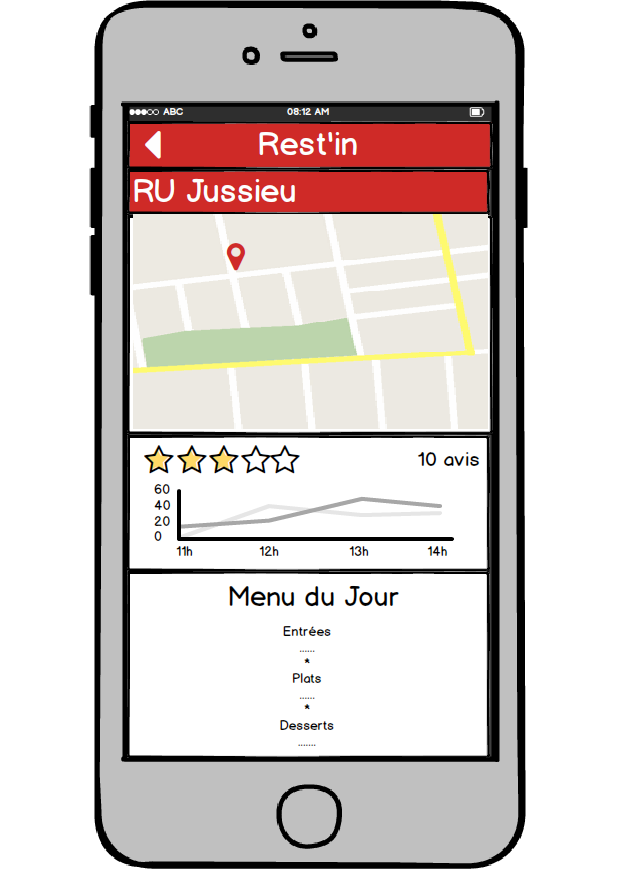 ABC 08:12 AM
Rest'in
RU Jussieu
10 avis
60
40
20
0
11h 12h 13h 14h
Menu du Jour
Entrées
......
*
Plats
......
*
Desserts
.......